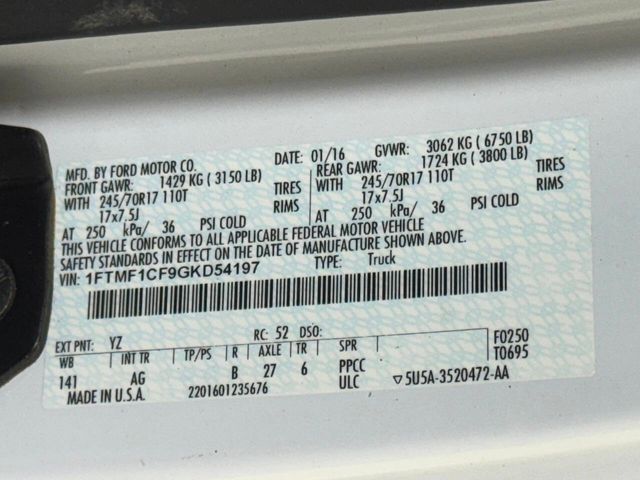 MFD. BY FORD MOTOR CO. DATE: 01/16 GVWR: 3062 KG ( 6750 LB)
FRONT GAWR: 1429 KG ( 3150 LB) REAR GAWR: 1724 KG ( 3800 LB)
WITH 245/70R17 110T TIRES WITH 245/70R17 110T TIRES
17x7.5J RIMS 17x7.5J RIMS
AT 250 kPa/ 36 PSI COLD AT 250 kPa/ 36 PSI COLD
THIS VEHICLE CONFORMS TO ALL APPLICABLE FEDERAL MOTOR VEHICLE
SAFETY STANDARDS IN EFFECT ON THE DATE OF MANUFACTURE SHOWN ABOVE.
VIN: 1FTMF1CF9GKD54197 TYPE: Truck
EXT PNT: YZ RC: 52 DSO: F0250
WB INT TR TP/PS R AXLE TR SPR T0695
141 AG B 27 6 PPCC
MADE IN U.S.A. 2201601235676 ULC ▽5U5A-3520472-AA